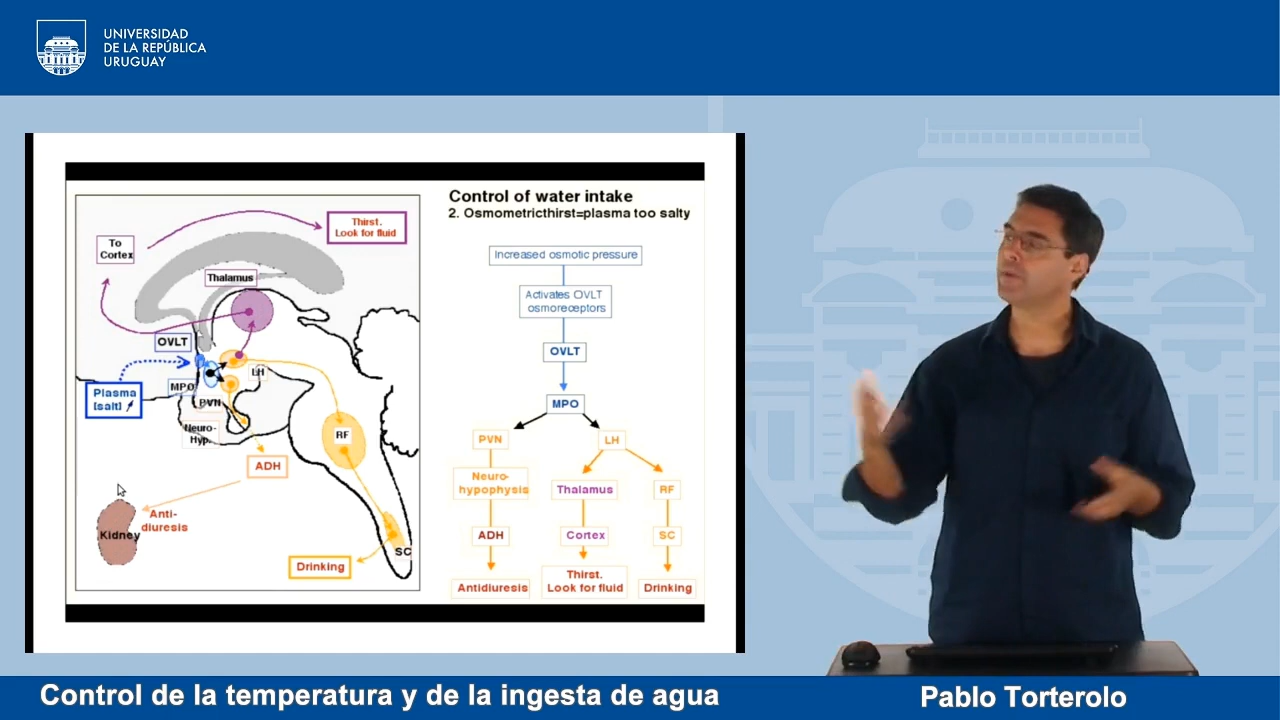 UNIVERSIDAD
DE LA REPÚBLICA
URUGUAY
Control of water intake
2. Osmometricthirst=plasma too salty
Thirst.
Look for fluid
To
Cortex
Thalamus
OVLT
MPO
LH
Plasma
[salt]
PVN
Neuro-
Hyp.
RF
ADH
Anti-
diuresis
Kidney
SC
Drinking
Increased osmotic pressure
Activates OVLT
osmoreceptors
OVLT
MPO
PVN
LH
Neuro-
hypophysis
Thalamus
RF
ADH
Cortex
SC
Antidiuresis
Thirst.
Look for fluid
Drinking
Control de la temperatura y de la ingesta de agua
Pablo Torterolo